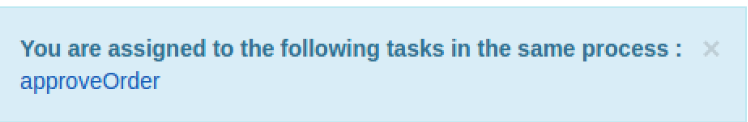 You are assigned to the following tasks in the same process :
approveOrder